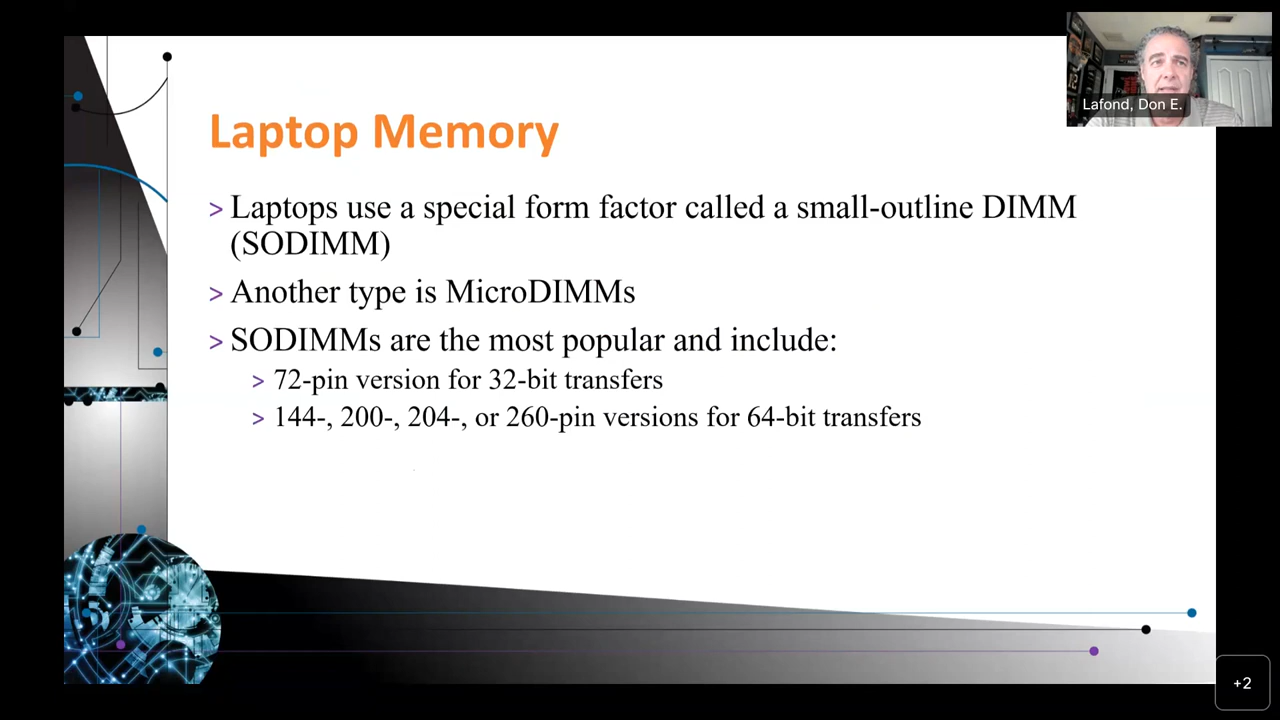 Lafond, Don E.
Laptop Memory
> Laptops use a special form factor called a small-outline DIMM
(SODIMM)
> Another type is MicroDIMMs
> SODIMMs are the most popular and include:
> 72-pin version for 32-bit transfers
> 144-, 200-, 204-, or 260-pin versions for 64-bit transfers
+2